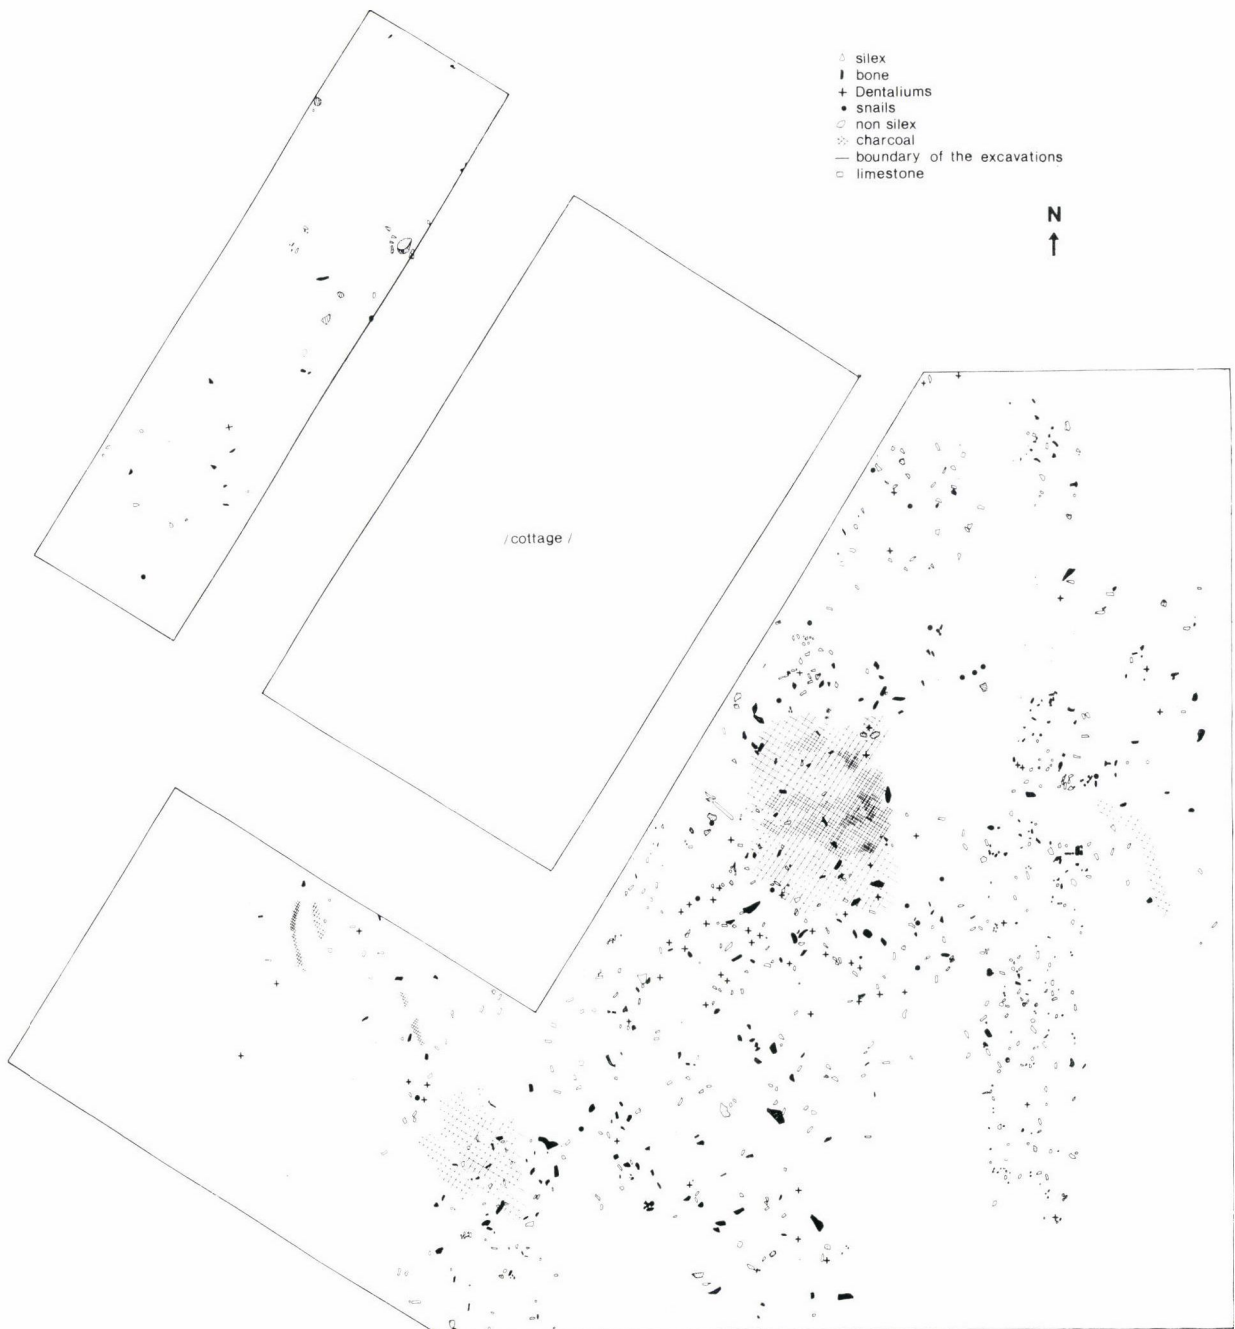 silex
bone
Dentaliums
snails
non silex
charcoal
boundary of the excavations
limestone
N
/cottage/